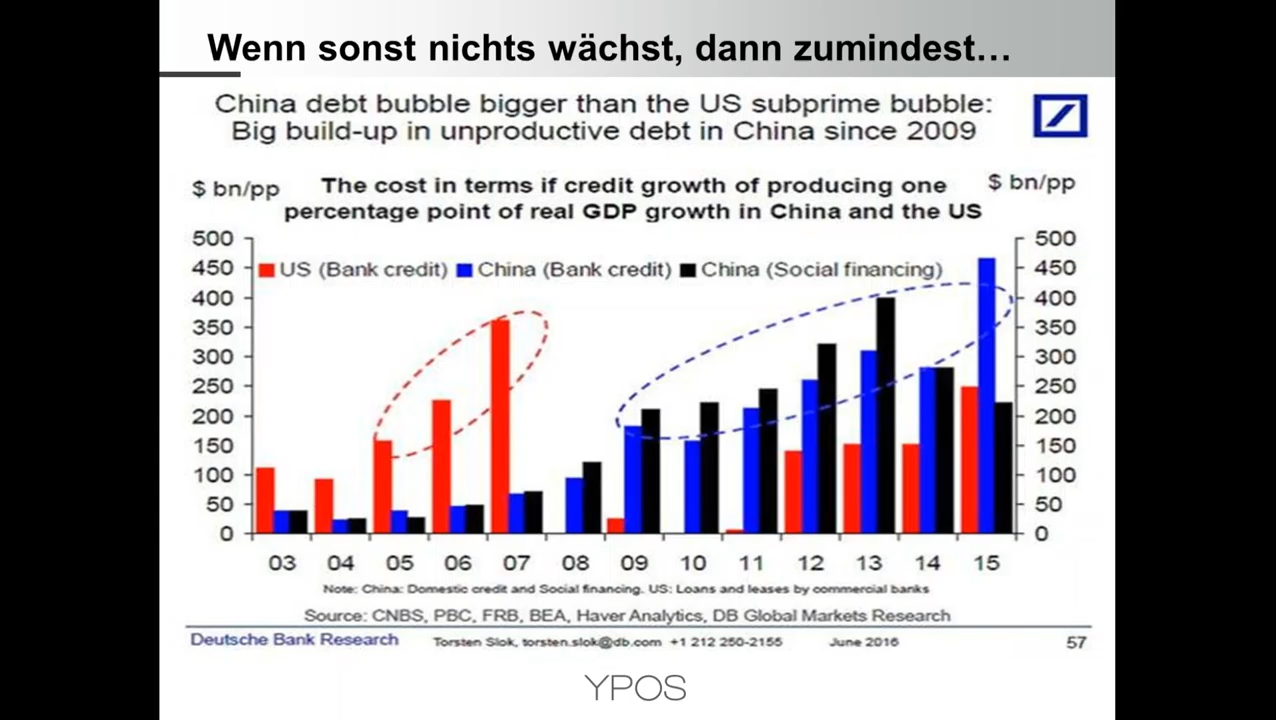 Wenn sonst nichts wächst, dann zumindest…
China debt bubble bigger than the US subprime bubble:
Big build-up in unproductive debt in China since 2009
$ bn/pp
The cost in terms if credit growth of producing one
percentage point of real GDP growth in China and the US
$ bn/pp
US (Bank credit) China (Bank credit) China (Social financing)
500 500
450 450
400 400
350 350
300 300
250 250
200 200
150 150
100 100
50 50
0 0
03 04 05 06 07 08 09 10 11 12 13 14 15
Note: China: Domestic credit and Social financing. US: Loans and leases by commercial banks
Source: CNBS, PBC, FRB, BEA, Haver Analytics, DB Global Markets Research
Deutsche Bank Research Torsten Slok, torsten.slok@db.com +1 212 250-2155 June 2016 57
YPOS